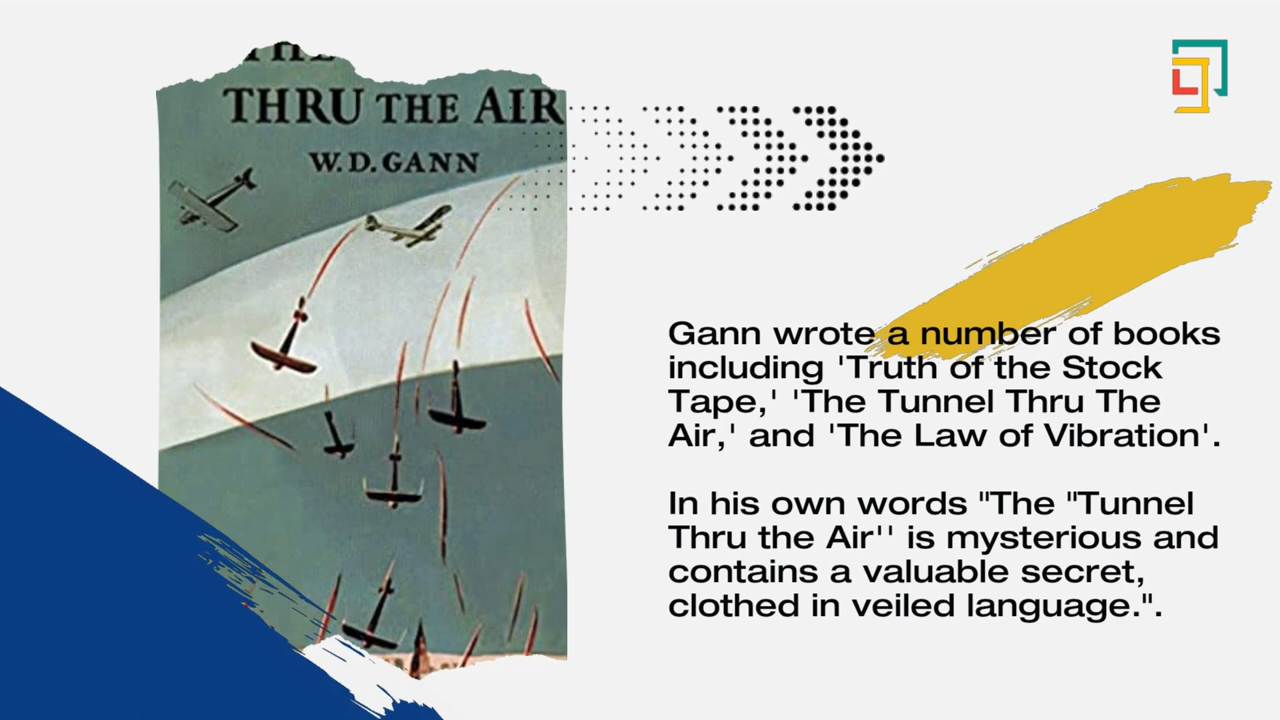 THRU THE AIR
W. D. GANN
Gann wrote a number of books
including 'Truth of the Stock
Tape,' 'The Tunnel Thru The
Air,' and 'The Law of Vibration'.
In his own words "The "Tunnel
Thru the Air'' is mysterious and
contains a valuable secret,
clothed in veiled language.".